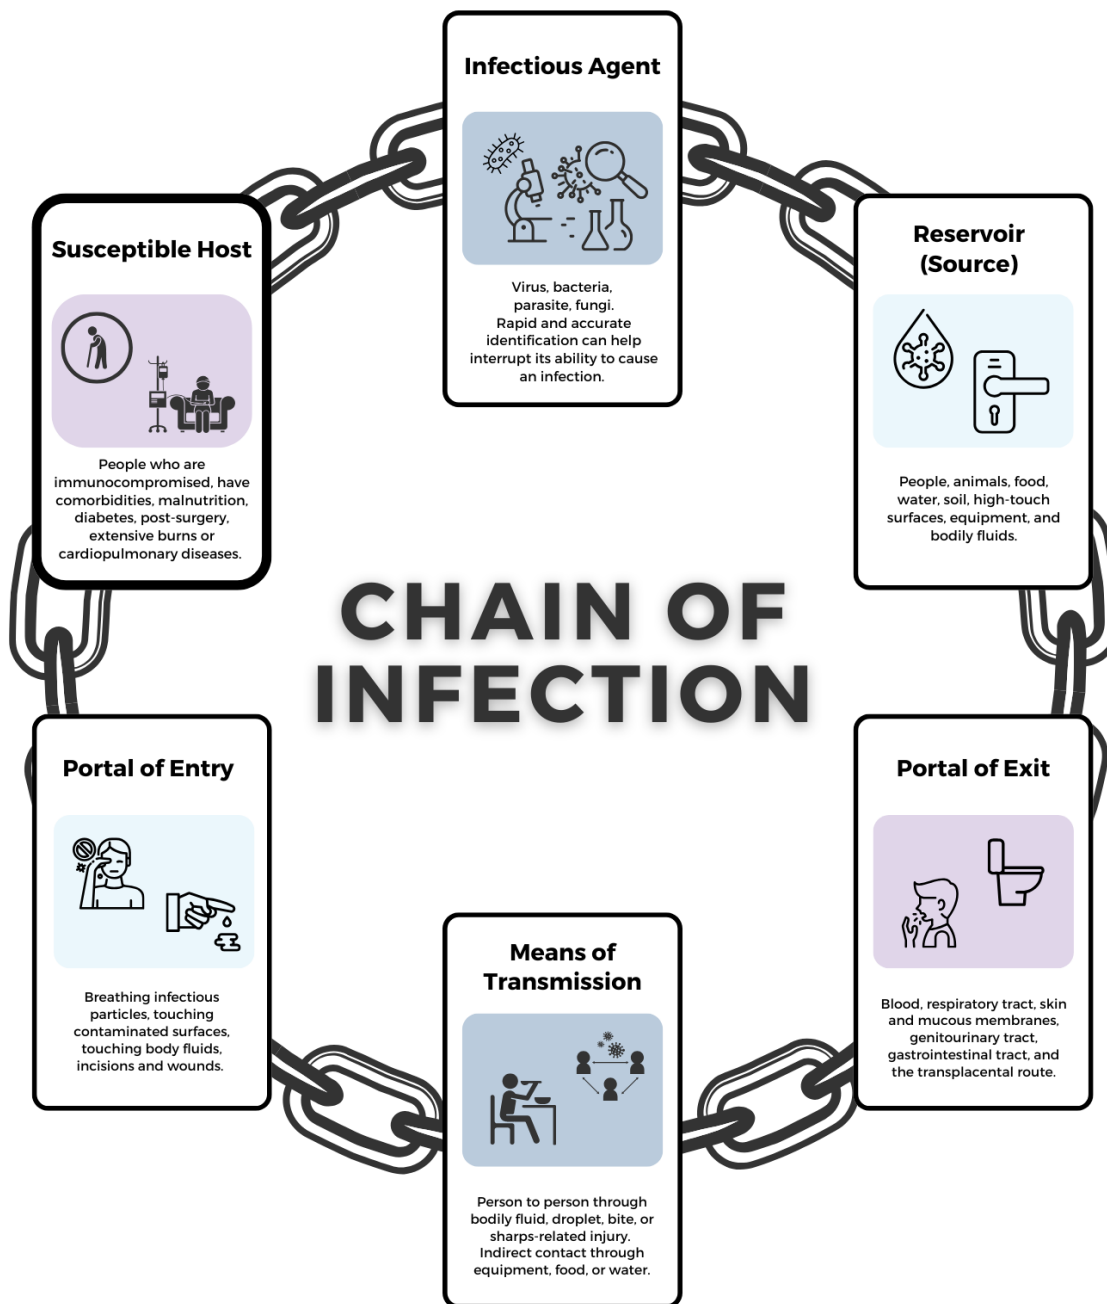 Infectious Agent
Virus, bacteria,
parasite, fungi.
Rapid and accurate
identification can help
interrupt its ability to cause
an infection.
Reservoir
(Source)
People, animals, food,
water, soil, high-touch
surfaces, equipment, and
bodily fluids.
Portal of Exit
Blood, respiratory tract, skin
and mucous membranes,
genitourinary tract,
gastrointestinal tract, and
the transplacental route.
Means of
Transmission
Person to person through
bodily fluid, droplet, bite, or
sharps-related injury.
Indirect contact through
equipment, food, or water.
Portal of Entry
Breathing infectious
particles, touching
contaminated surfaces,
touching body fluids,
incisions and wounds.
Susceptible Host
People who are
immunocompromised, have
comorbidities, malnutrition,
diabetes, post-surgery,
extensive burns or
cardiopulmonary diseases.
CHAIN OF
INFECTION